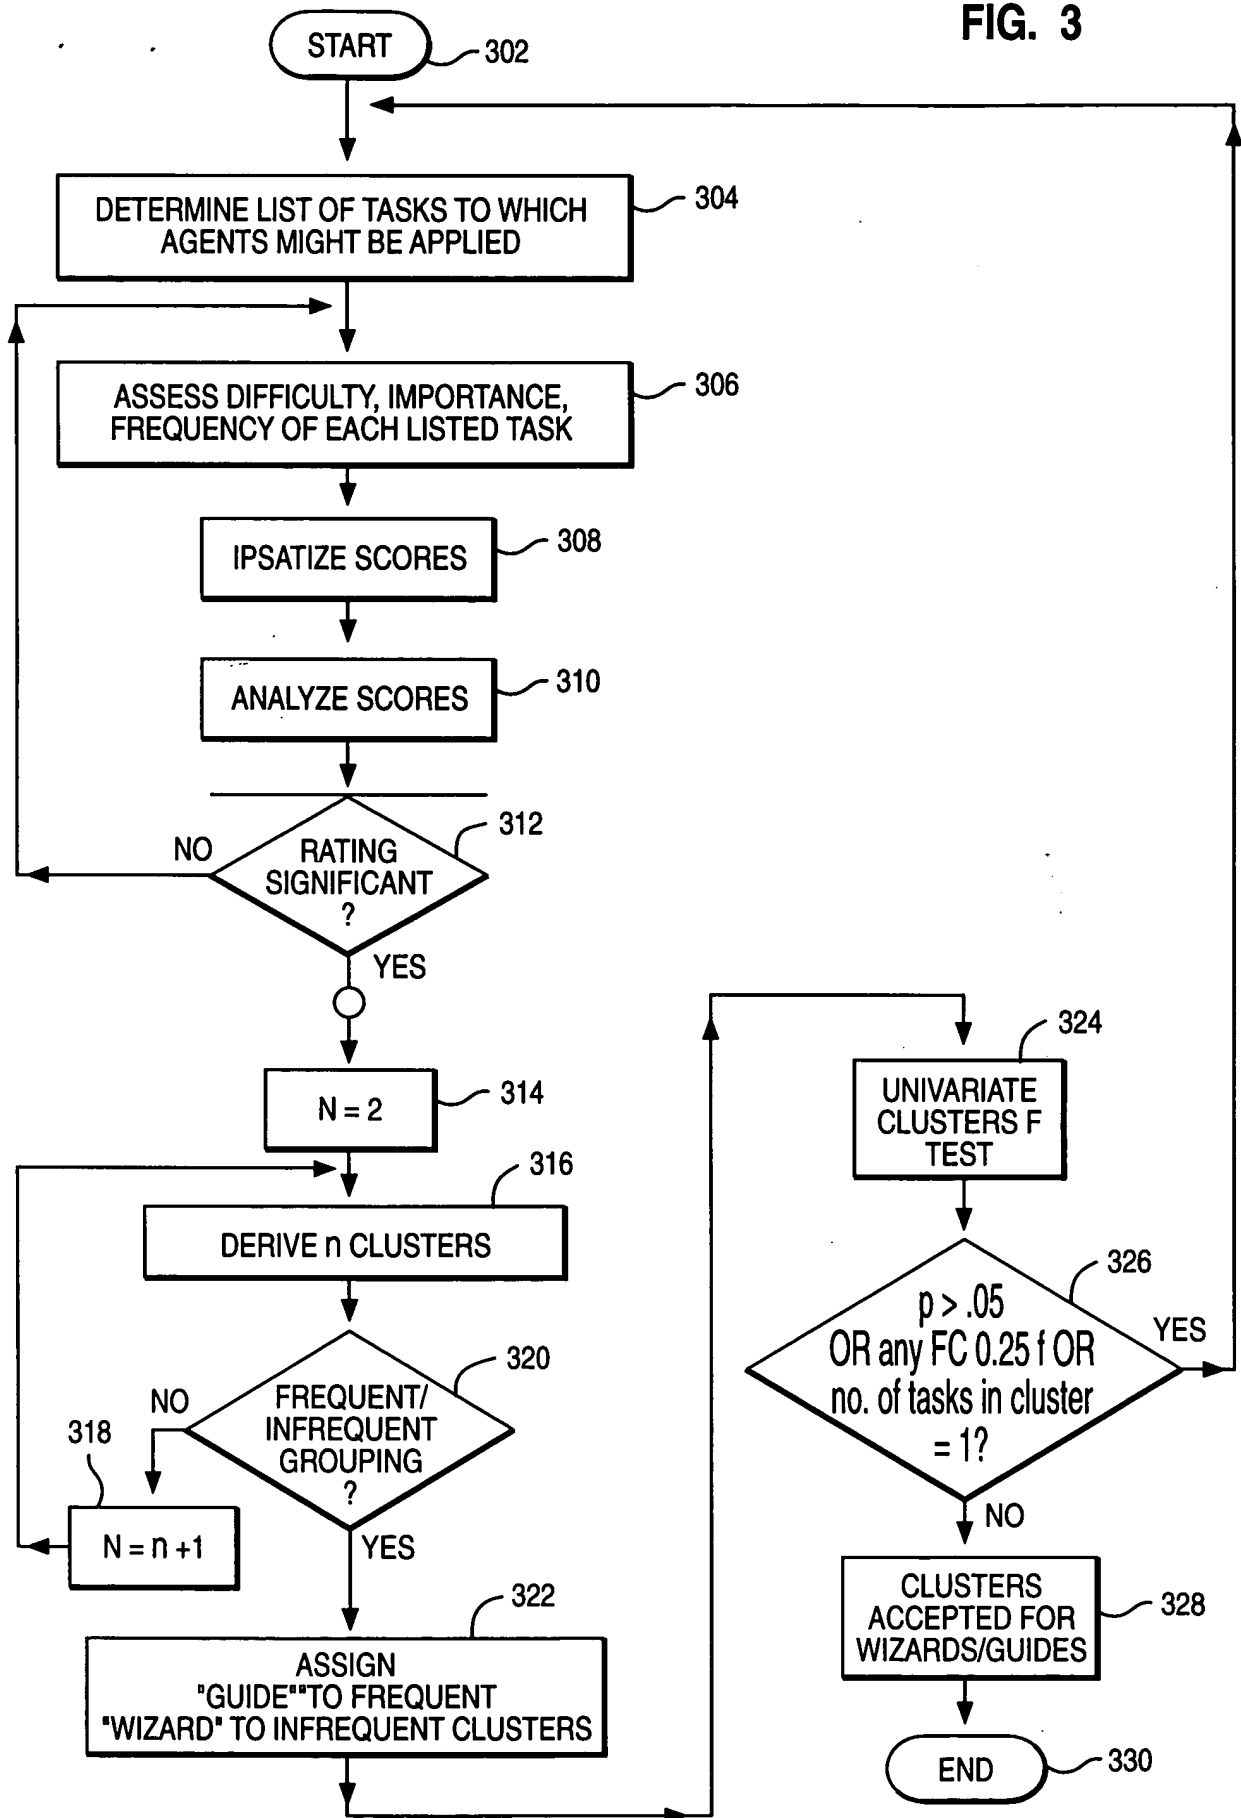 FIG. 3
START
302
DETERMINE LIST OF TASKS TO WHICH
AGENTS MIGHT BE APPLIED
304
ASSESS DIFFICULTY, IMPORTANCE,
FREQUENCY OF EACH LISTED TASK
306
IPSATIZE SCORES
308
ANALYZE SCORES
310
RATING
SIGNIFICANT
?
312
NO
YES
N = 2
314
DERIVE n CLUSTERS
316
FREQUENT/
INFREQUENT
GROUPING
?
320
NO
318
N = n +1
YES
ASSIGN
"GUIDE" TO FREQUENT
"WIZARD" TO INFREQUENT CLUSTERS
322
UNIVARIATE
CLUSTERS F
TEST
324
p > .05
OR any FC 0.25 f OR
no. of tasks in cluster
= 1?
326
YES
NO
CLUSTERS
ACCEPTED FOR
WIZARDS/GUIDES
328
END
330